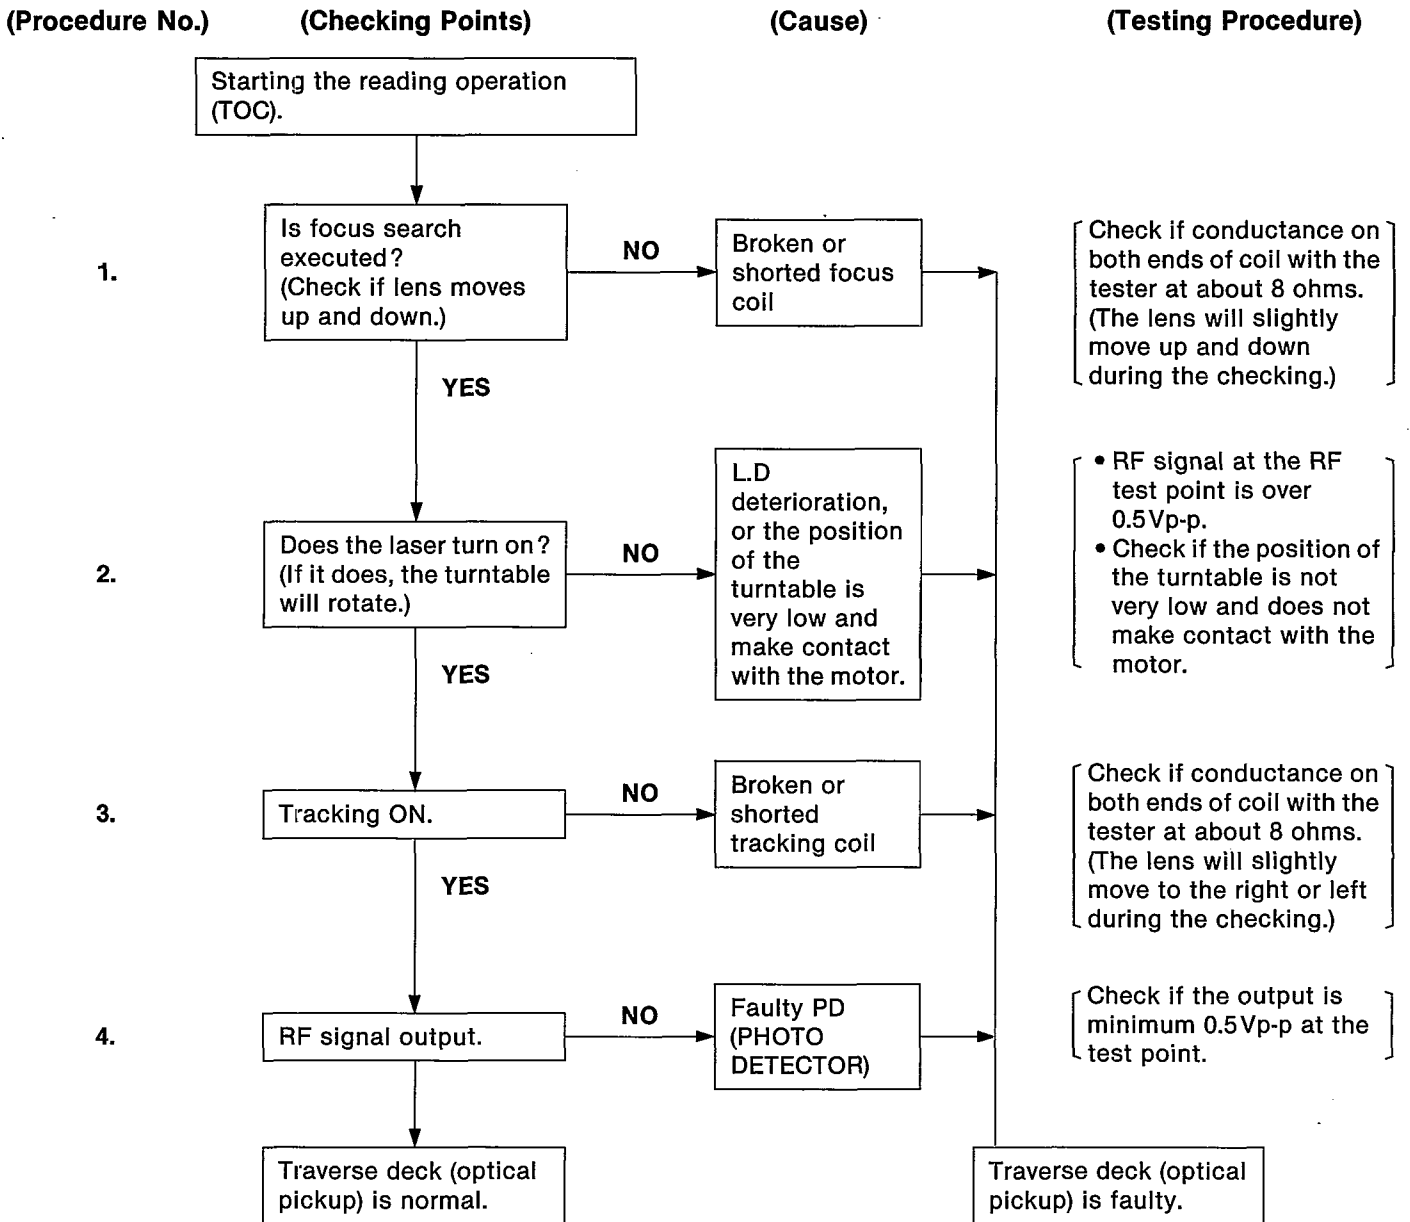 (Procedure No.)
(Checking Points)
(Cause)
(Testing Procedure)
Starting the reading operation
(TOC).
1.
Is focus search
executed?
(Check if lens moves
up and down.)
NO
Broken or
shorted focus
coil
Check if conductance on
both ends of coil with the
tester at about 8 ohms.
(The lens will slightly
move up and down
during the checking.)
YES
2.
Does the laser turn on?
(If it does, the turntable
will rotate.)
NO
L.D
deterioration,
or the position
of the
turntable is
very low and
make contact
with the motor.
• RF signal at the RF
test point is over
0.5Vp-p.
• Check if the position of
the turntable is not
very low and does not
make contact with the
motor.
YES
3.
Tracking ON.
NO
Broken or
shorted
tracking coil
Check if conductance on
both ends of coil with the
tester at about 8 ohms.
(The lens will slightly
move to the right or left
during the checking.)
YES
4.
RF signal output.
NO
Faulty PD
(PHOTO
DETECTOR)
Check if the output is
minimum 0.5Vp-p at the
test point.
Traverse deck (optical
pickup) is normal.
Traverse deck (optical
pickup) is faulty.